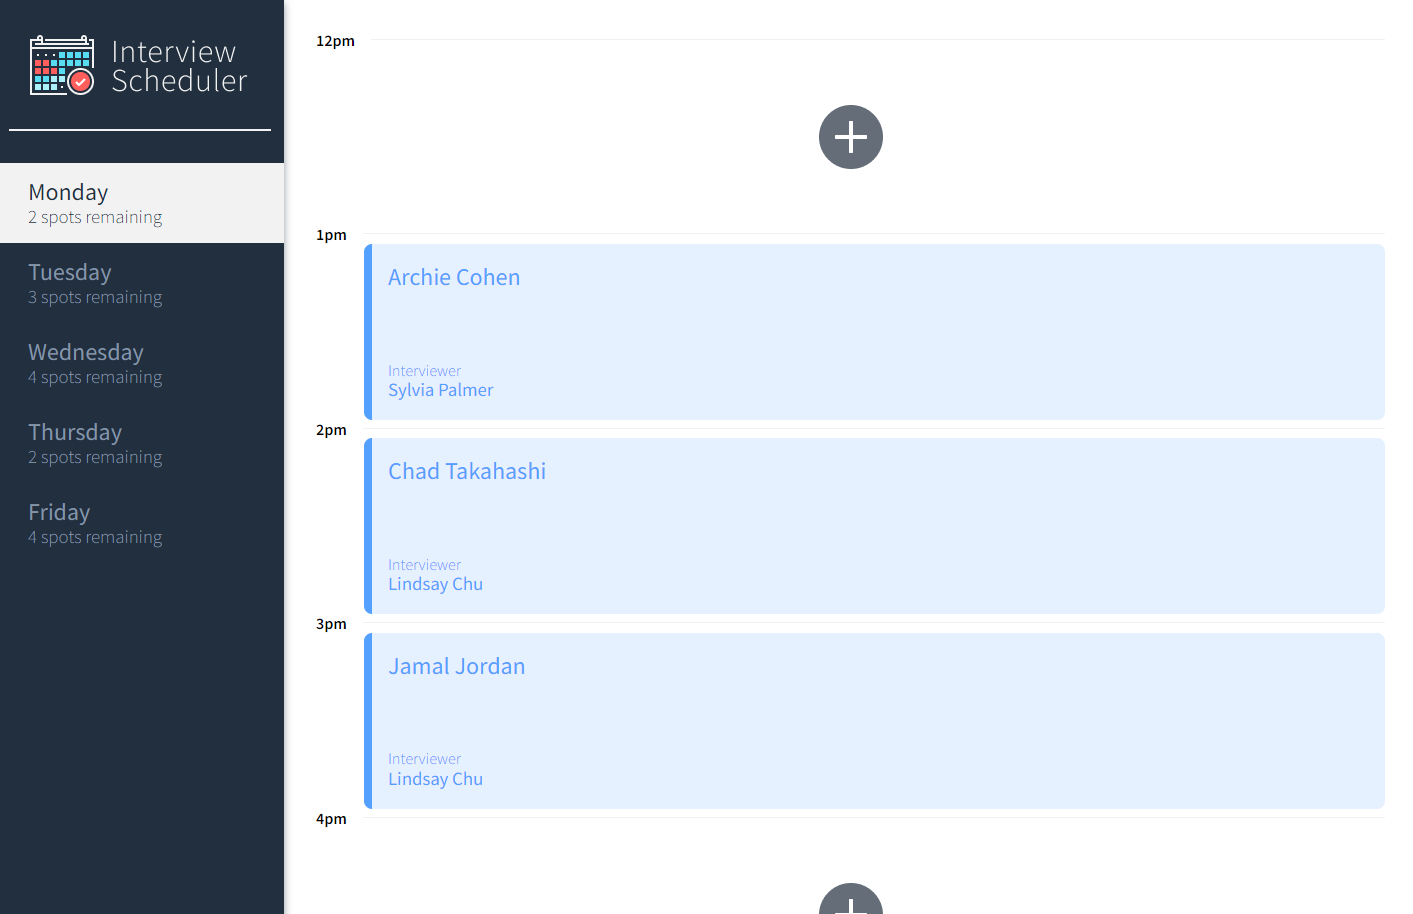 Interview
Scheduler
Monday
2 spots remaining
Tuesday
3 spots remaining
Wednesday
4 spots remaining
Thursday
2 spots remaining
Friday
4 spots remaining
12pm
1pm
Archie Cohen
Interviewer
Sylvia Palmer
2pm
Chad Takahashi
Interviewer
Lindsay Chu
3pm
Jamal Jordan
Interviewer
Lindsay Chu
4pm